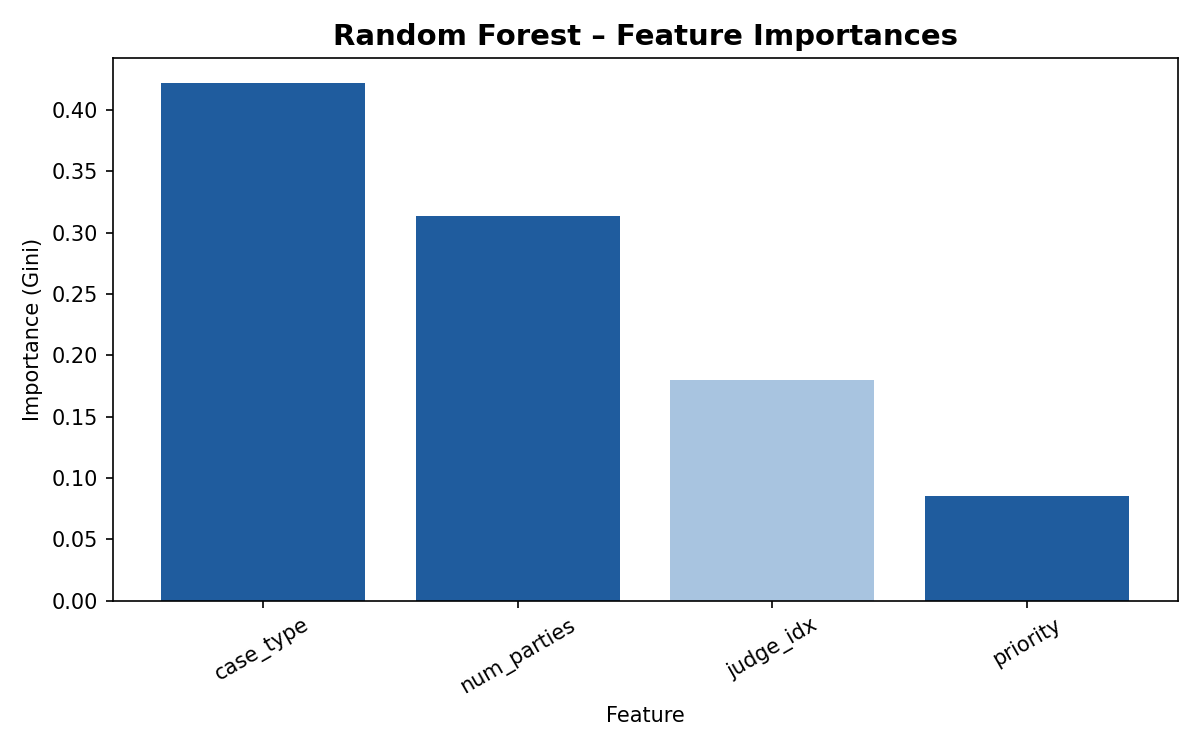 Random Forest – Feature Importances
Importance (Gini)
0.40
0.35
0.30
0.25
0.20
0.15
0.10
0.05
0.00
case_type
num_parties
judge_idx
priority
Feature